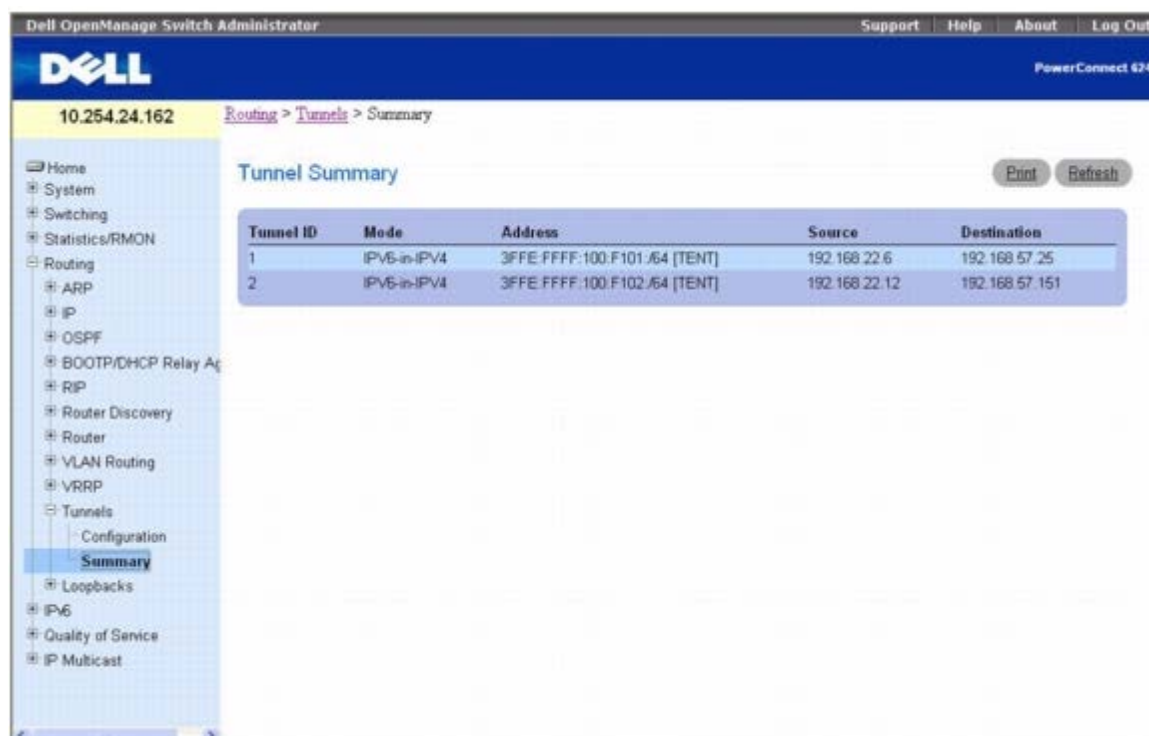 Dell OpenManage Switch Administrator Support Help About Log Out
DELL
PowerConnect 624
10.254.24.162
Routing > Tunnels > Summary
Home
System
Switching
Statistics/RMON
Routing
ARP
IP
OSPF
BOOTP/DHCP Relay Ag
RIP
Router Discovery
Router
VLAN Routing
VRRP
Tunnels
Configuration
Summary
Loopbacks
IPv6
Quality of Service
IP Multicast
Tunnel Summary
Print Refresh
Tunnel ID Mode Address Source Destination
1 IPV6-in-IPV4 3FFE:FFFF:100:F101:/64 [TENT] 192.168.22.6 192.168.57.25
2 IPV6-in-IPV4 3FFE:FFFF:100:F102:/64 [TENT] 192.168.22.12 192.168.57.151